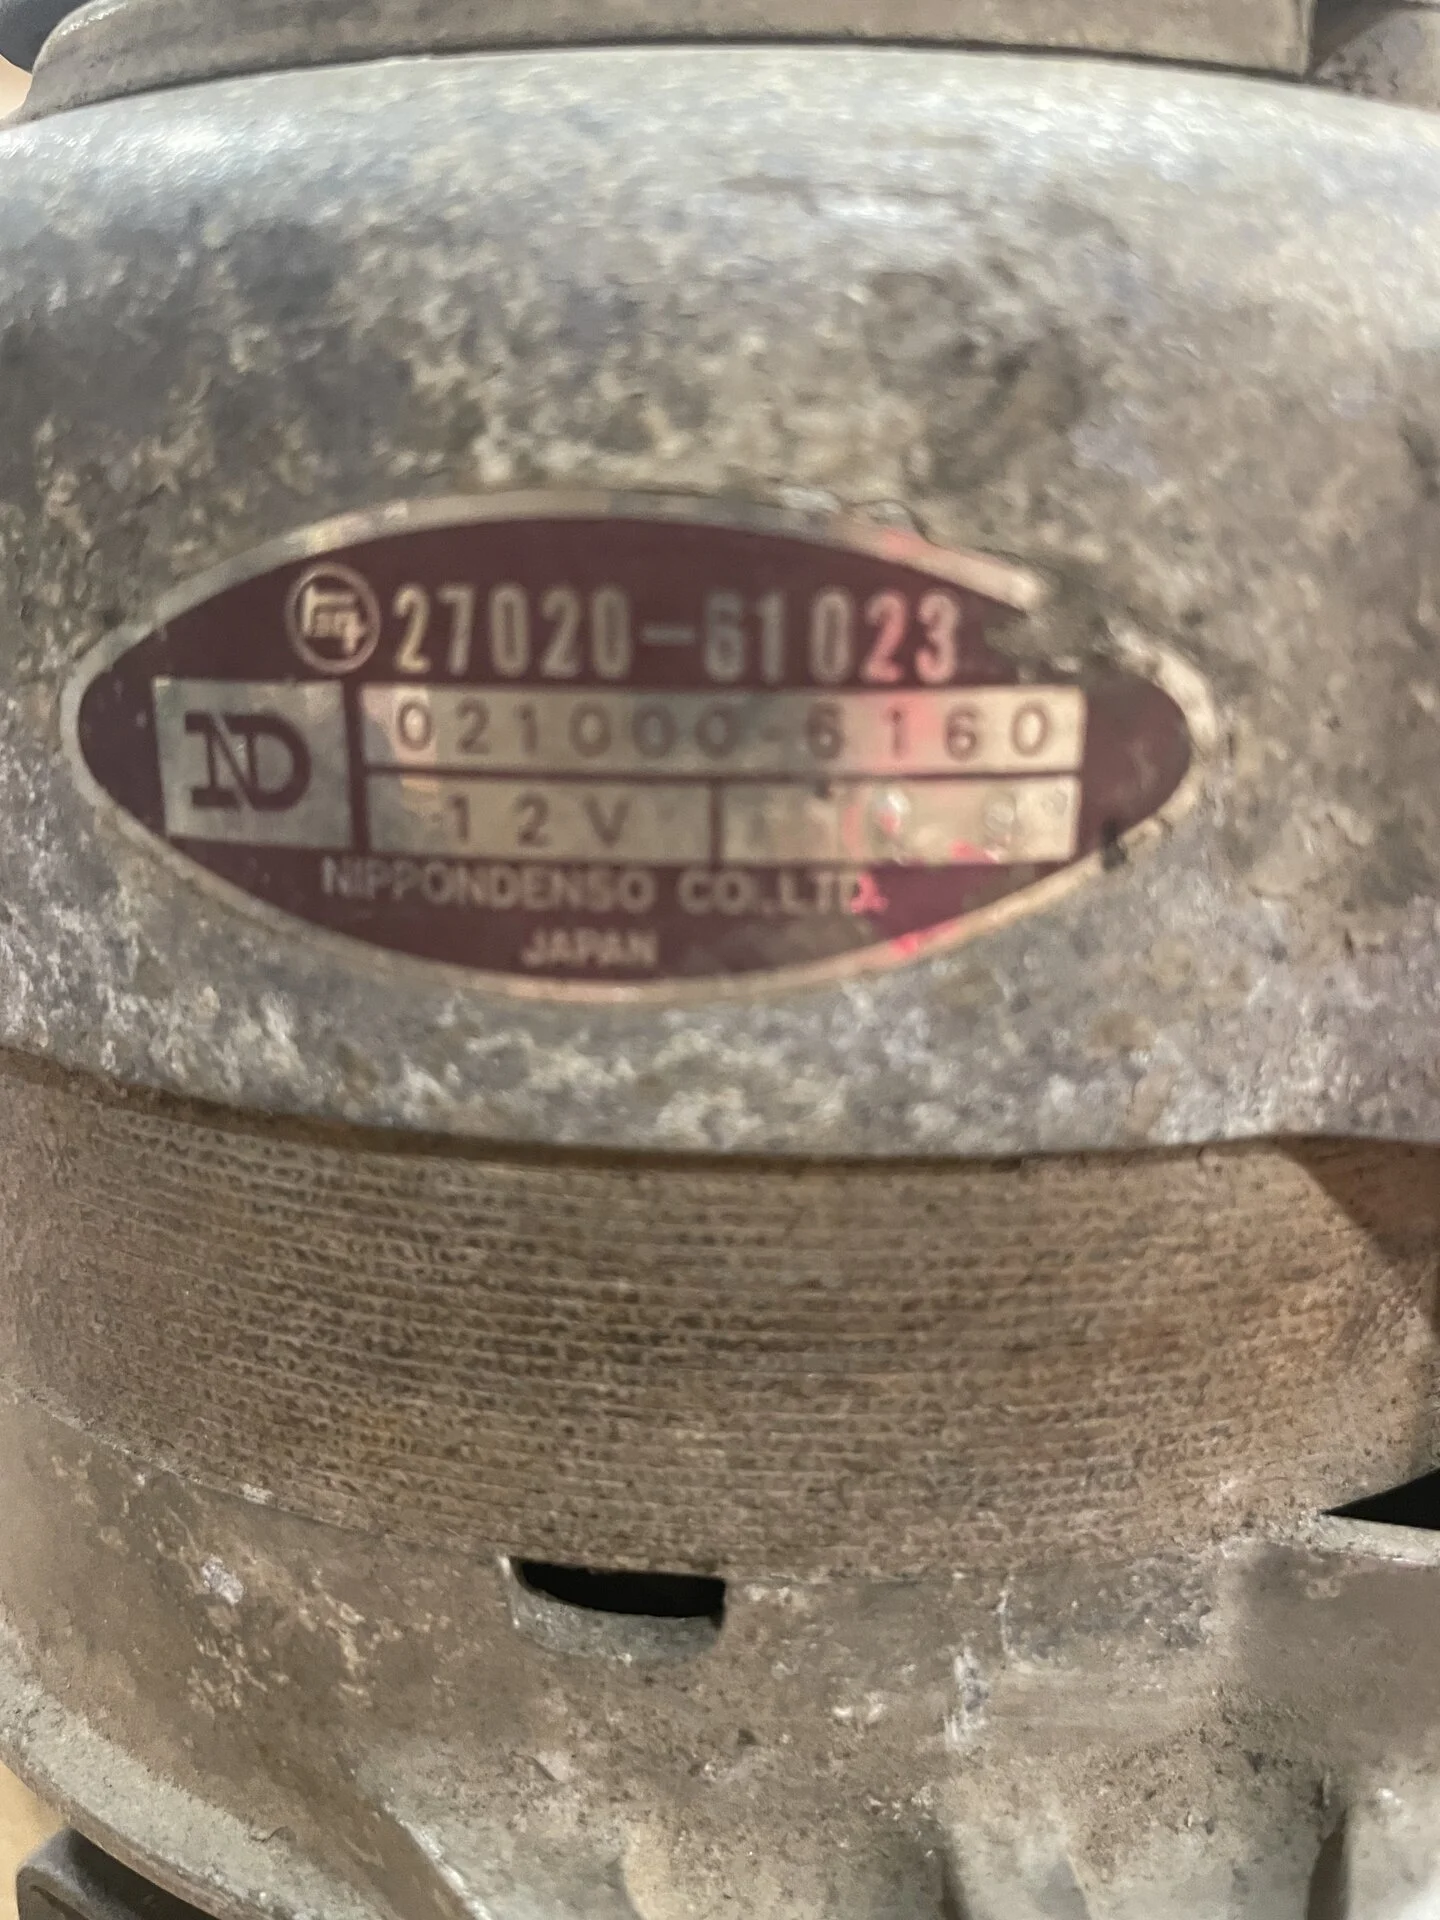 27020-61023
ND
021000-6160
12V
NIPPONDENSO CO.,LTD.
JAPAN